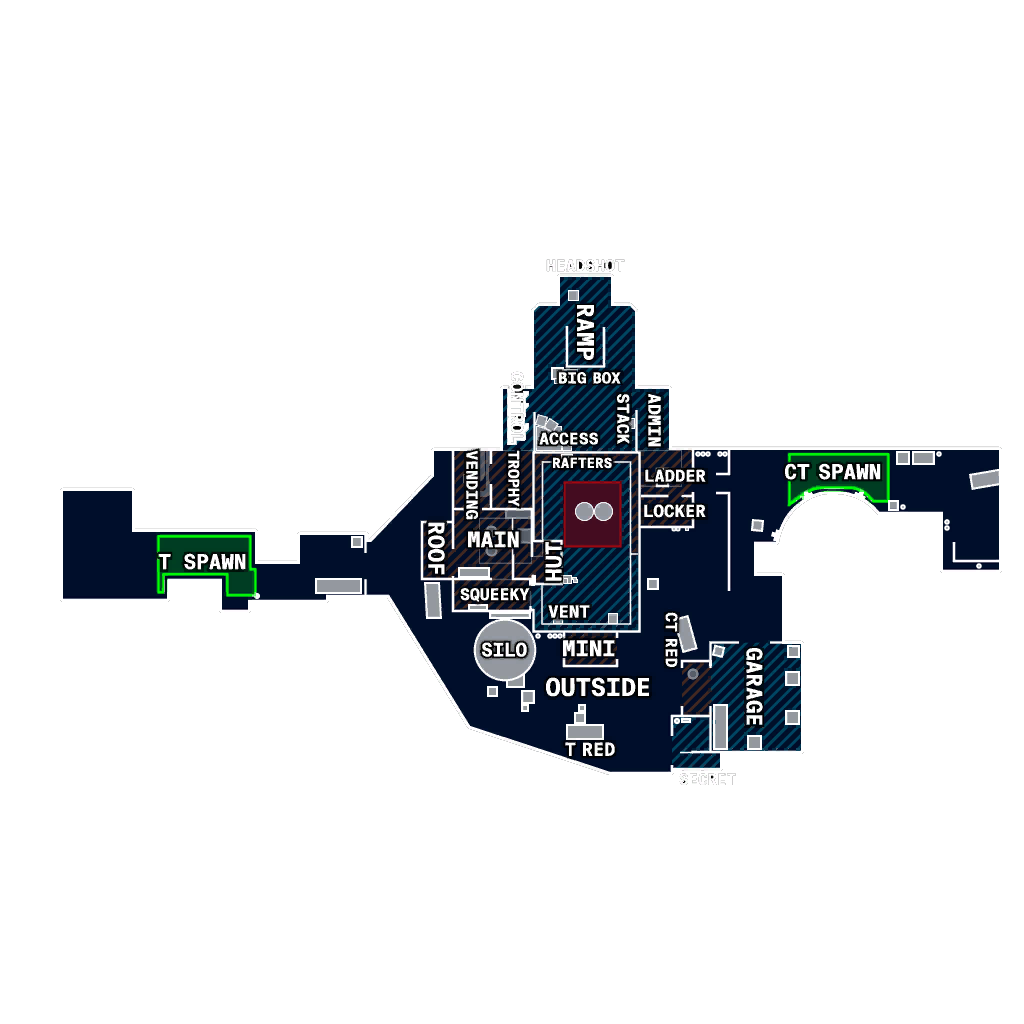 HEADSHOT
RAMP
BIG BOX
CONTROL
STACK
ADMIN
ACCESS
VENDING
TROPHY
RAFTERS
LADDER
CT SPAWN
LOCKER
ROOF
MAIN
HUT
T SPAWN
SQUEEKY
VENT
CT RED
SILO
MINI
GARAGE
OUTSIDE
T RED
SECRET